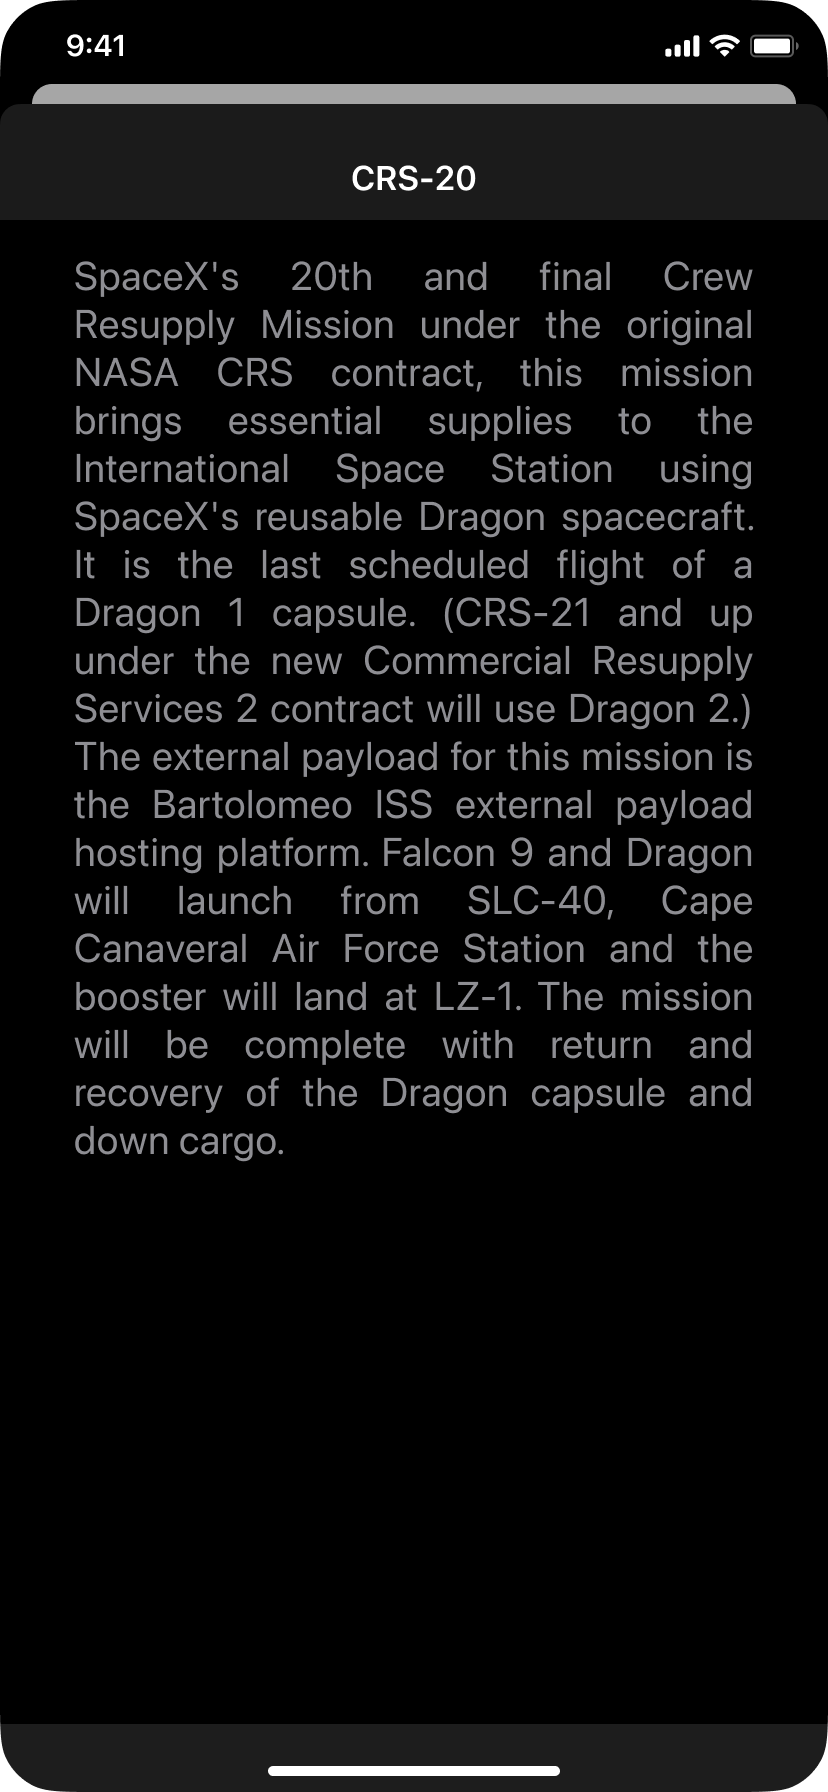 9:41
CRS-20
SpaceX's 20th and final Crew
Resupply Mission under the original
NASA CRS contract, this mission
brings essential supplies to the
International Space Station using
SpaceX's reusable Dragon spacecraft.
It is the last scheduled flight of a
Dragon 1 capsule. (CRS-21 and up
under the new Commercial Resupply
Services 2 contract will use Dragon 2.)
The external payload for this mission is
the Bartolomeo ISS external payload
hosting platform. Falcon 9 and Dragon
will launch from SLC-40, Cape
Canaveral Air Force Station and the
booster will land at LZ-1. The mission
will be complete with return and
recovery of the Dragon capsule and
down cargo.